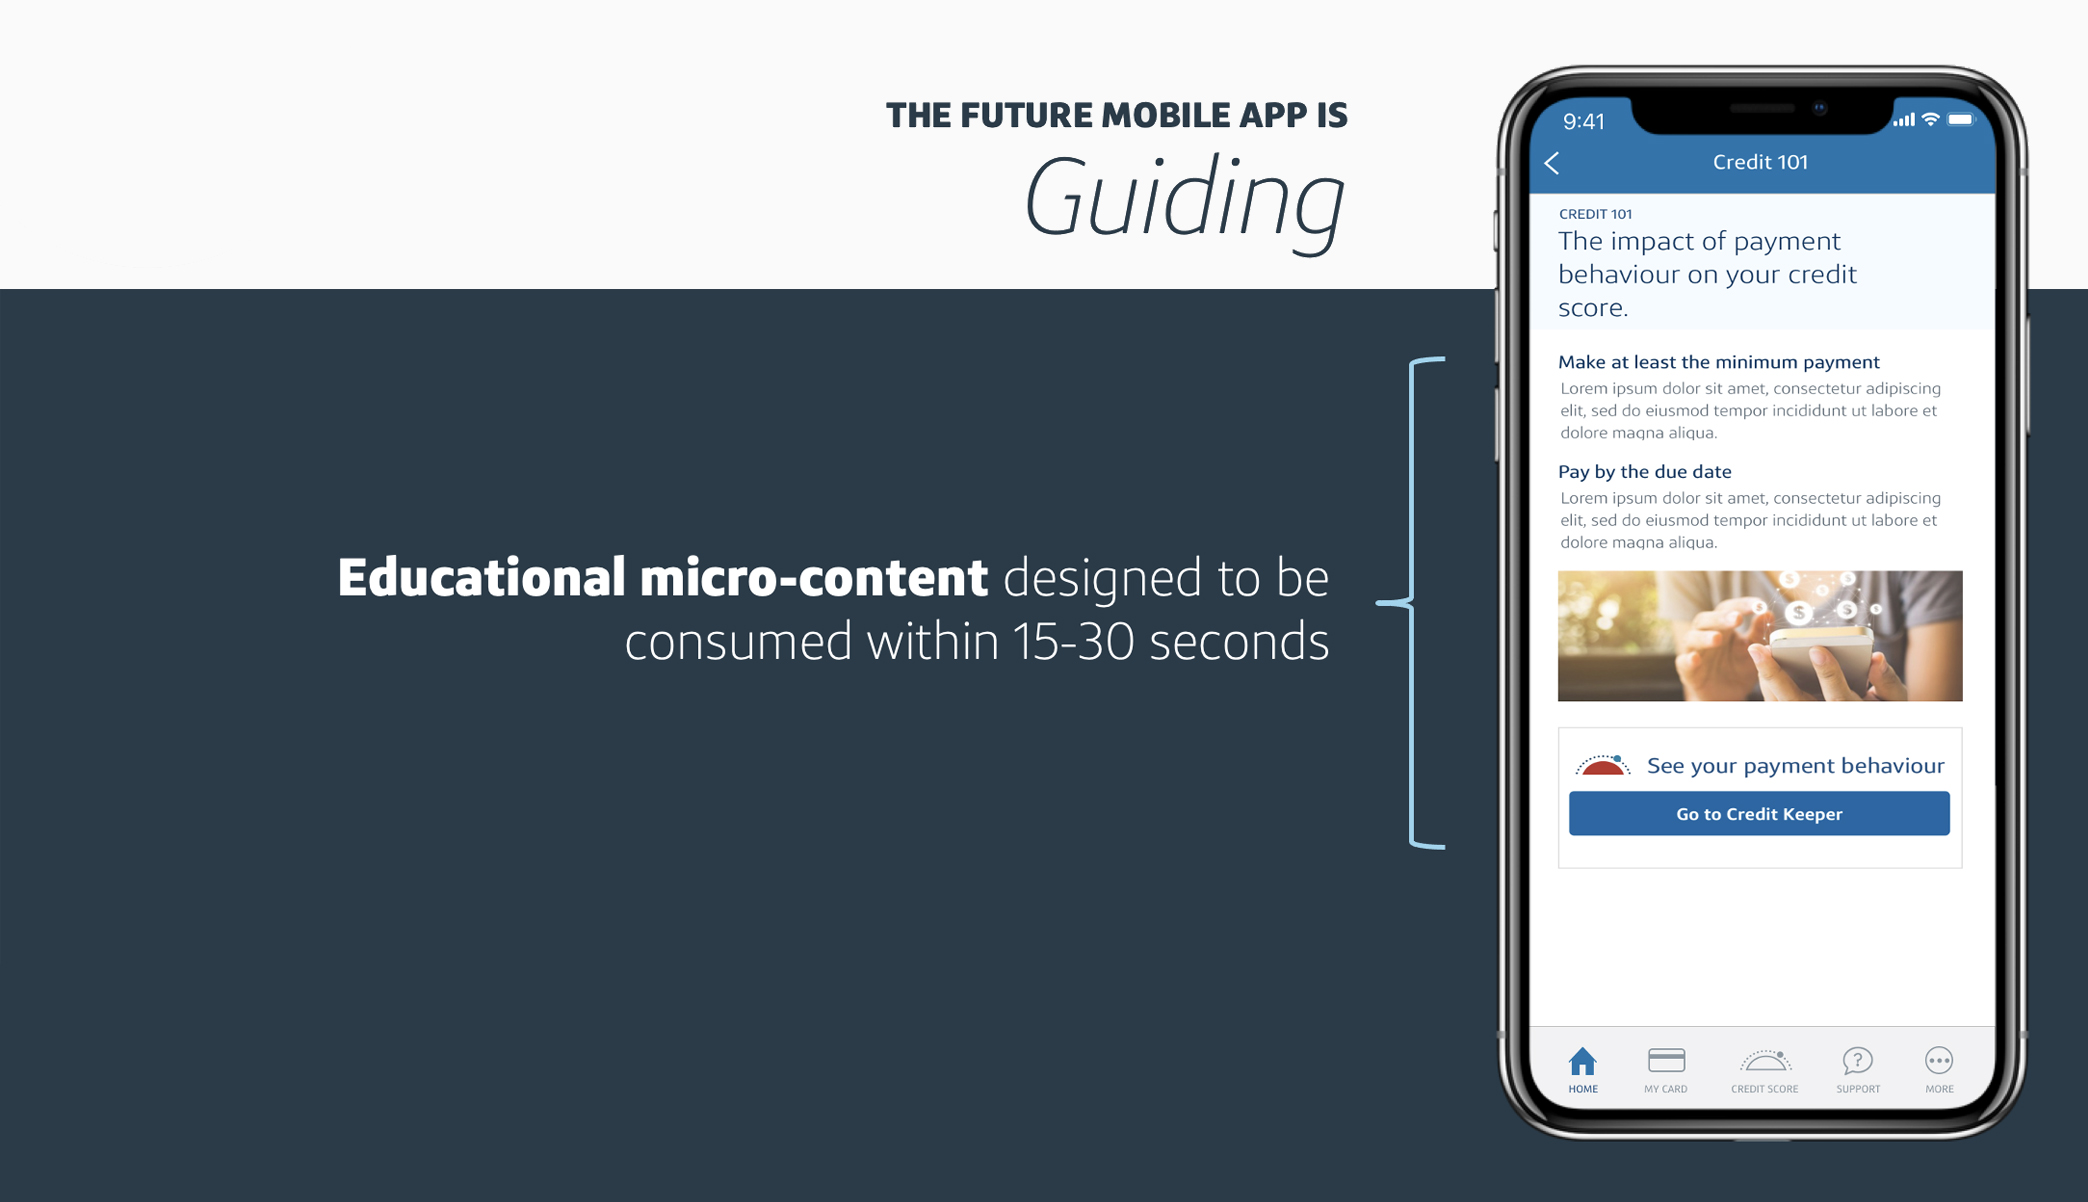 THE FUTURE MOBILE APP IS
Guiding
Educational micro-content designed to be
consumed within 15-30 seconds
9:41
Credit 101
CREDIT 101
The impact of payment
behaviour on your credit
score.
Make at least the minimum payment
Lorem ipsum dolor sit amet, consectetur adipiscing
elit, sed do eiusmod tempor incididunt ut labore et
dolore magna aliqua.
Pay by the due date
Lorem ipsum dolor sit amet, consectetur adipiscing
elit, sed do eiusmod tempor incididunt ut labore et
dolore magna aliqua.
$ $ $ $ $ $
See your payment behaviour
Go to Credit Keeper
HOME MY CARD CREDIT SCORE SUPPORT MORE